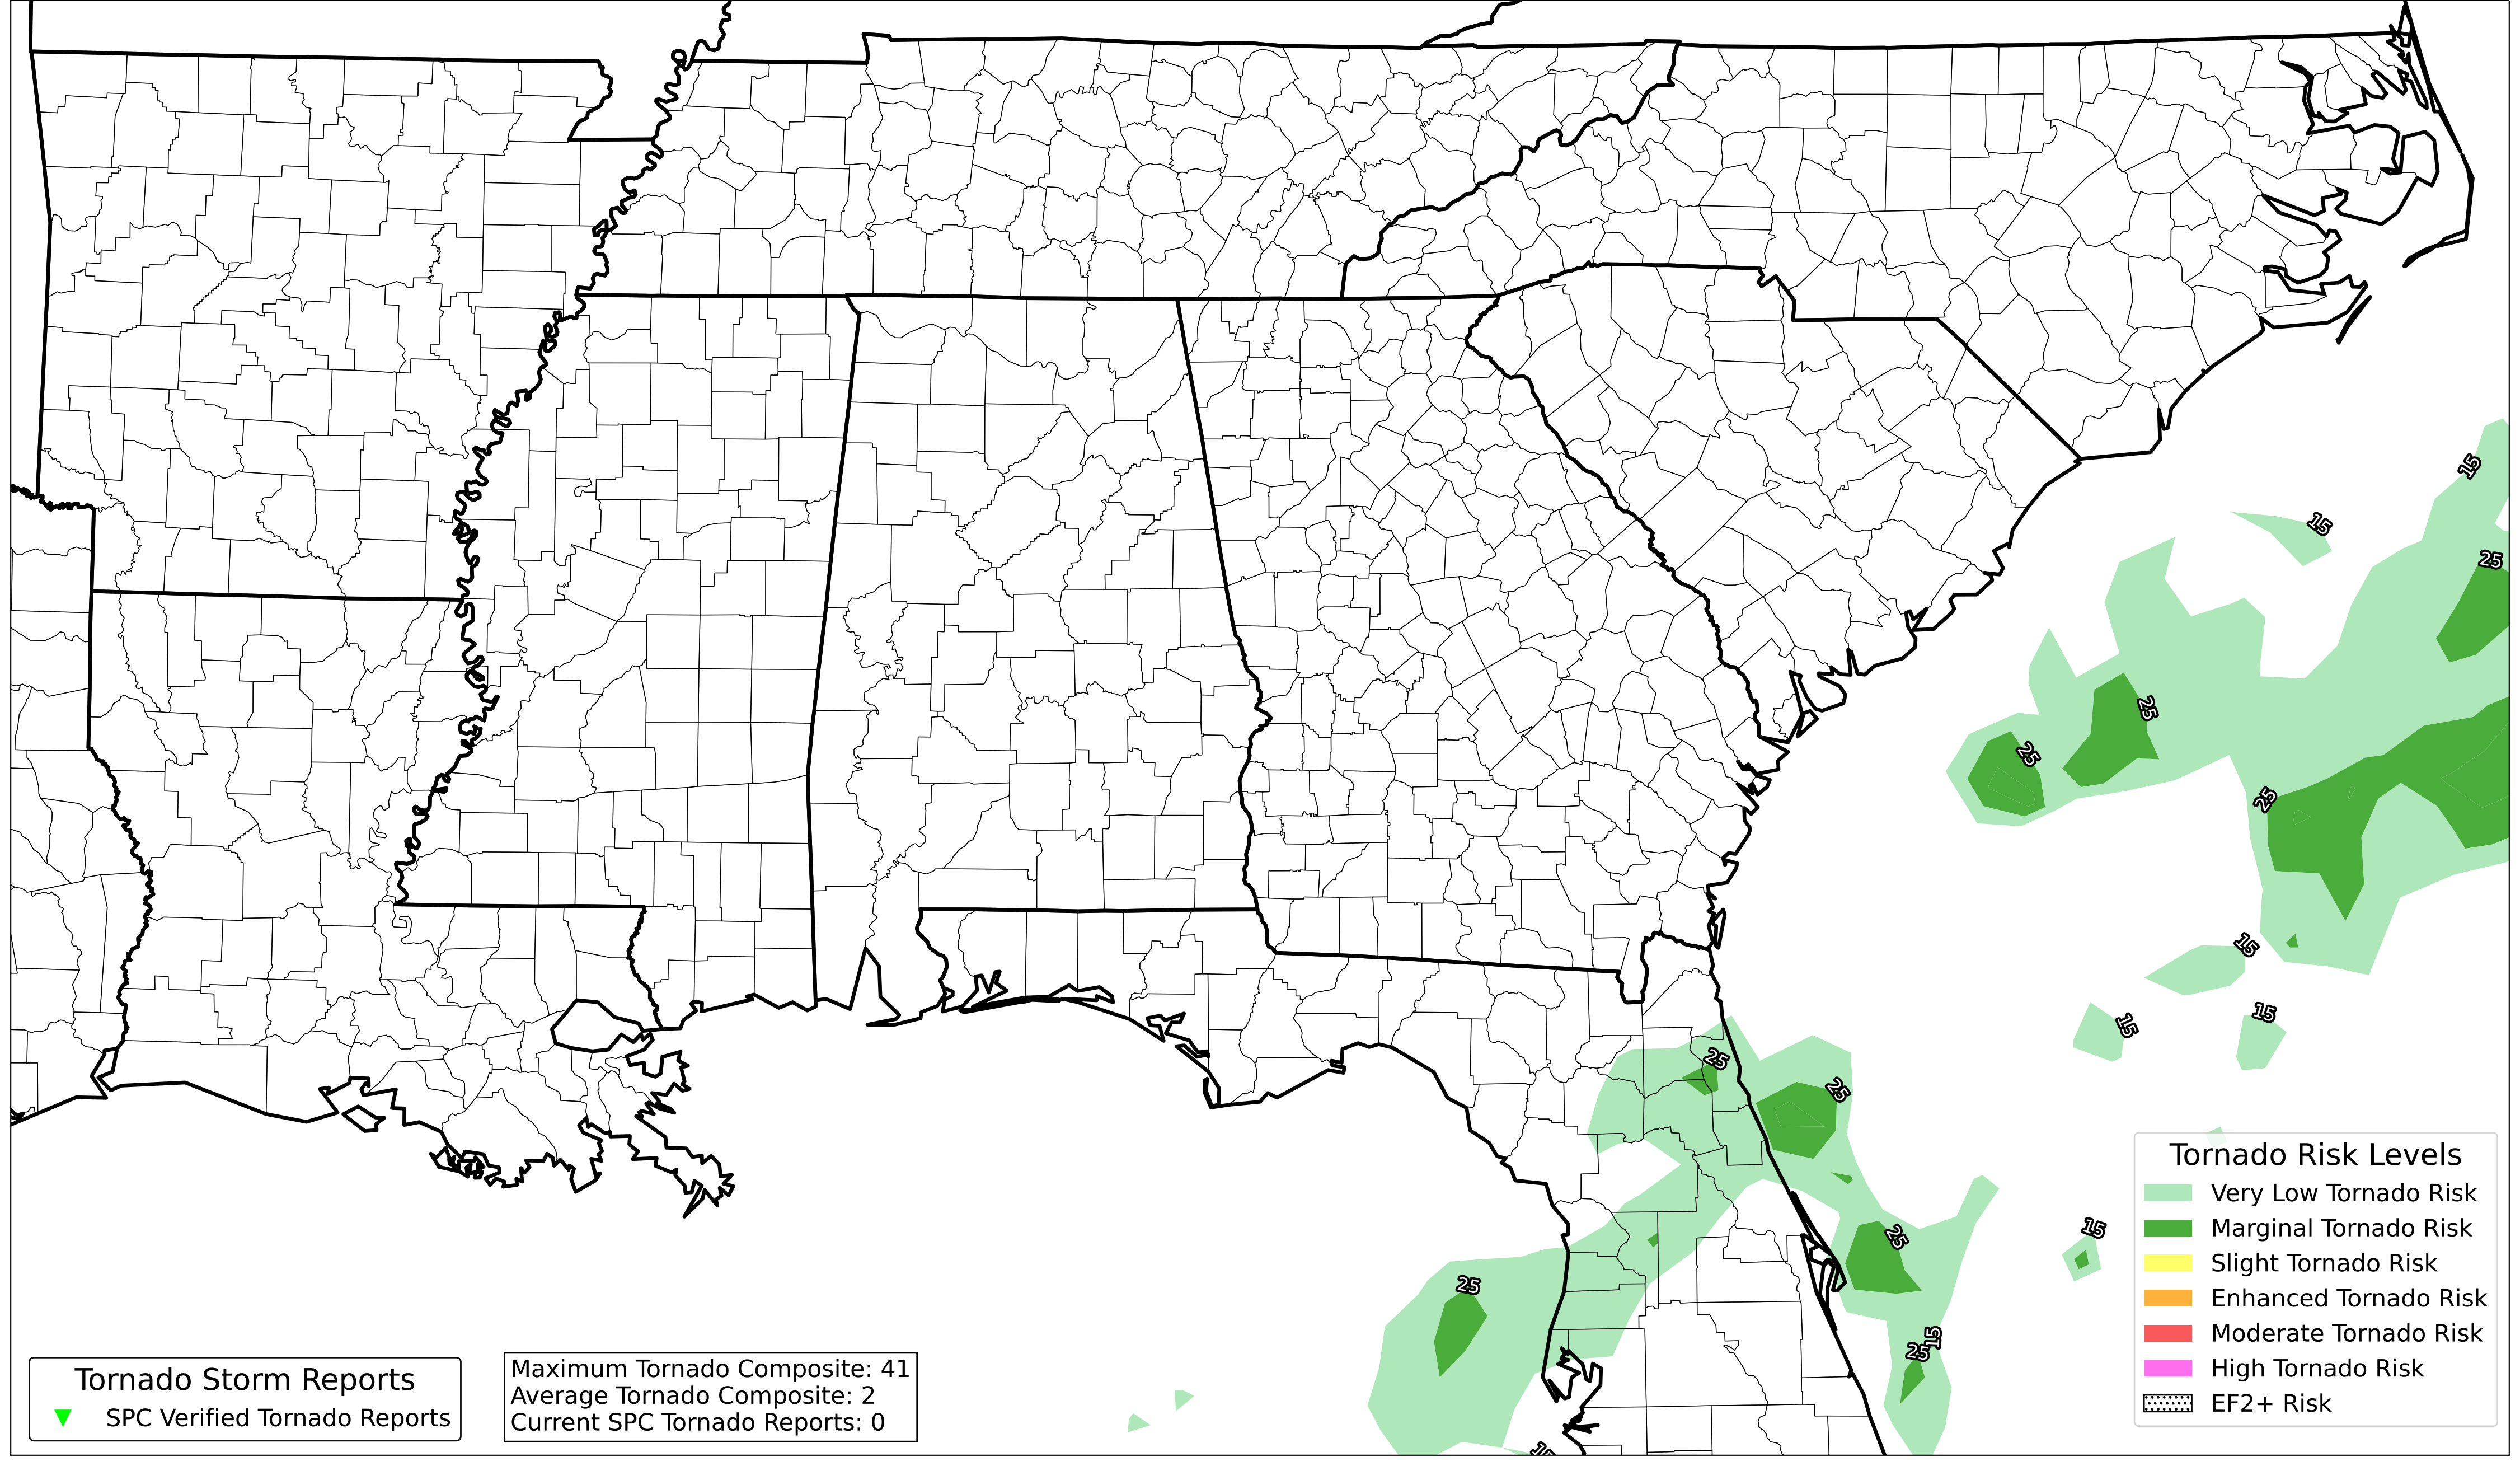 15
15
25
25
25
25
15
15
15
25
25
15
25
25
15
25
15
Tornado Risk Levels
Very Low Tornado Risk
Marginal Tornado Risk
Slight Tornado Risk
Enhanced Tornado Risk
Moderate Tornado Risk
High Tornado Risk
EF2+ Risk
Tornado Storm Reports
SPC Verified Tornado Reports
Maximum Tornado Composite: 41
Average Tornado Composite: 2
Current SPC Tornado Reports: 0